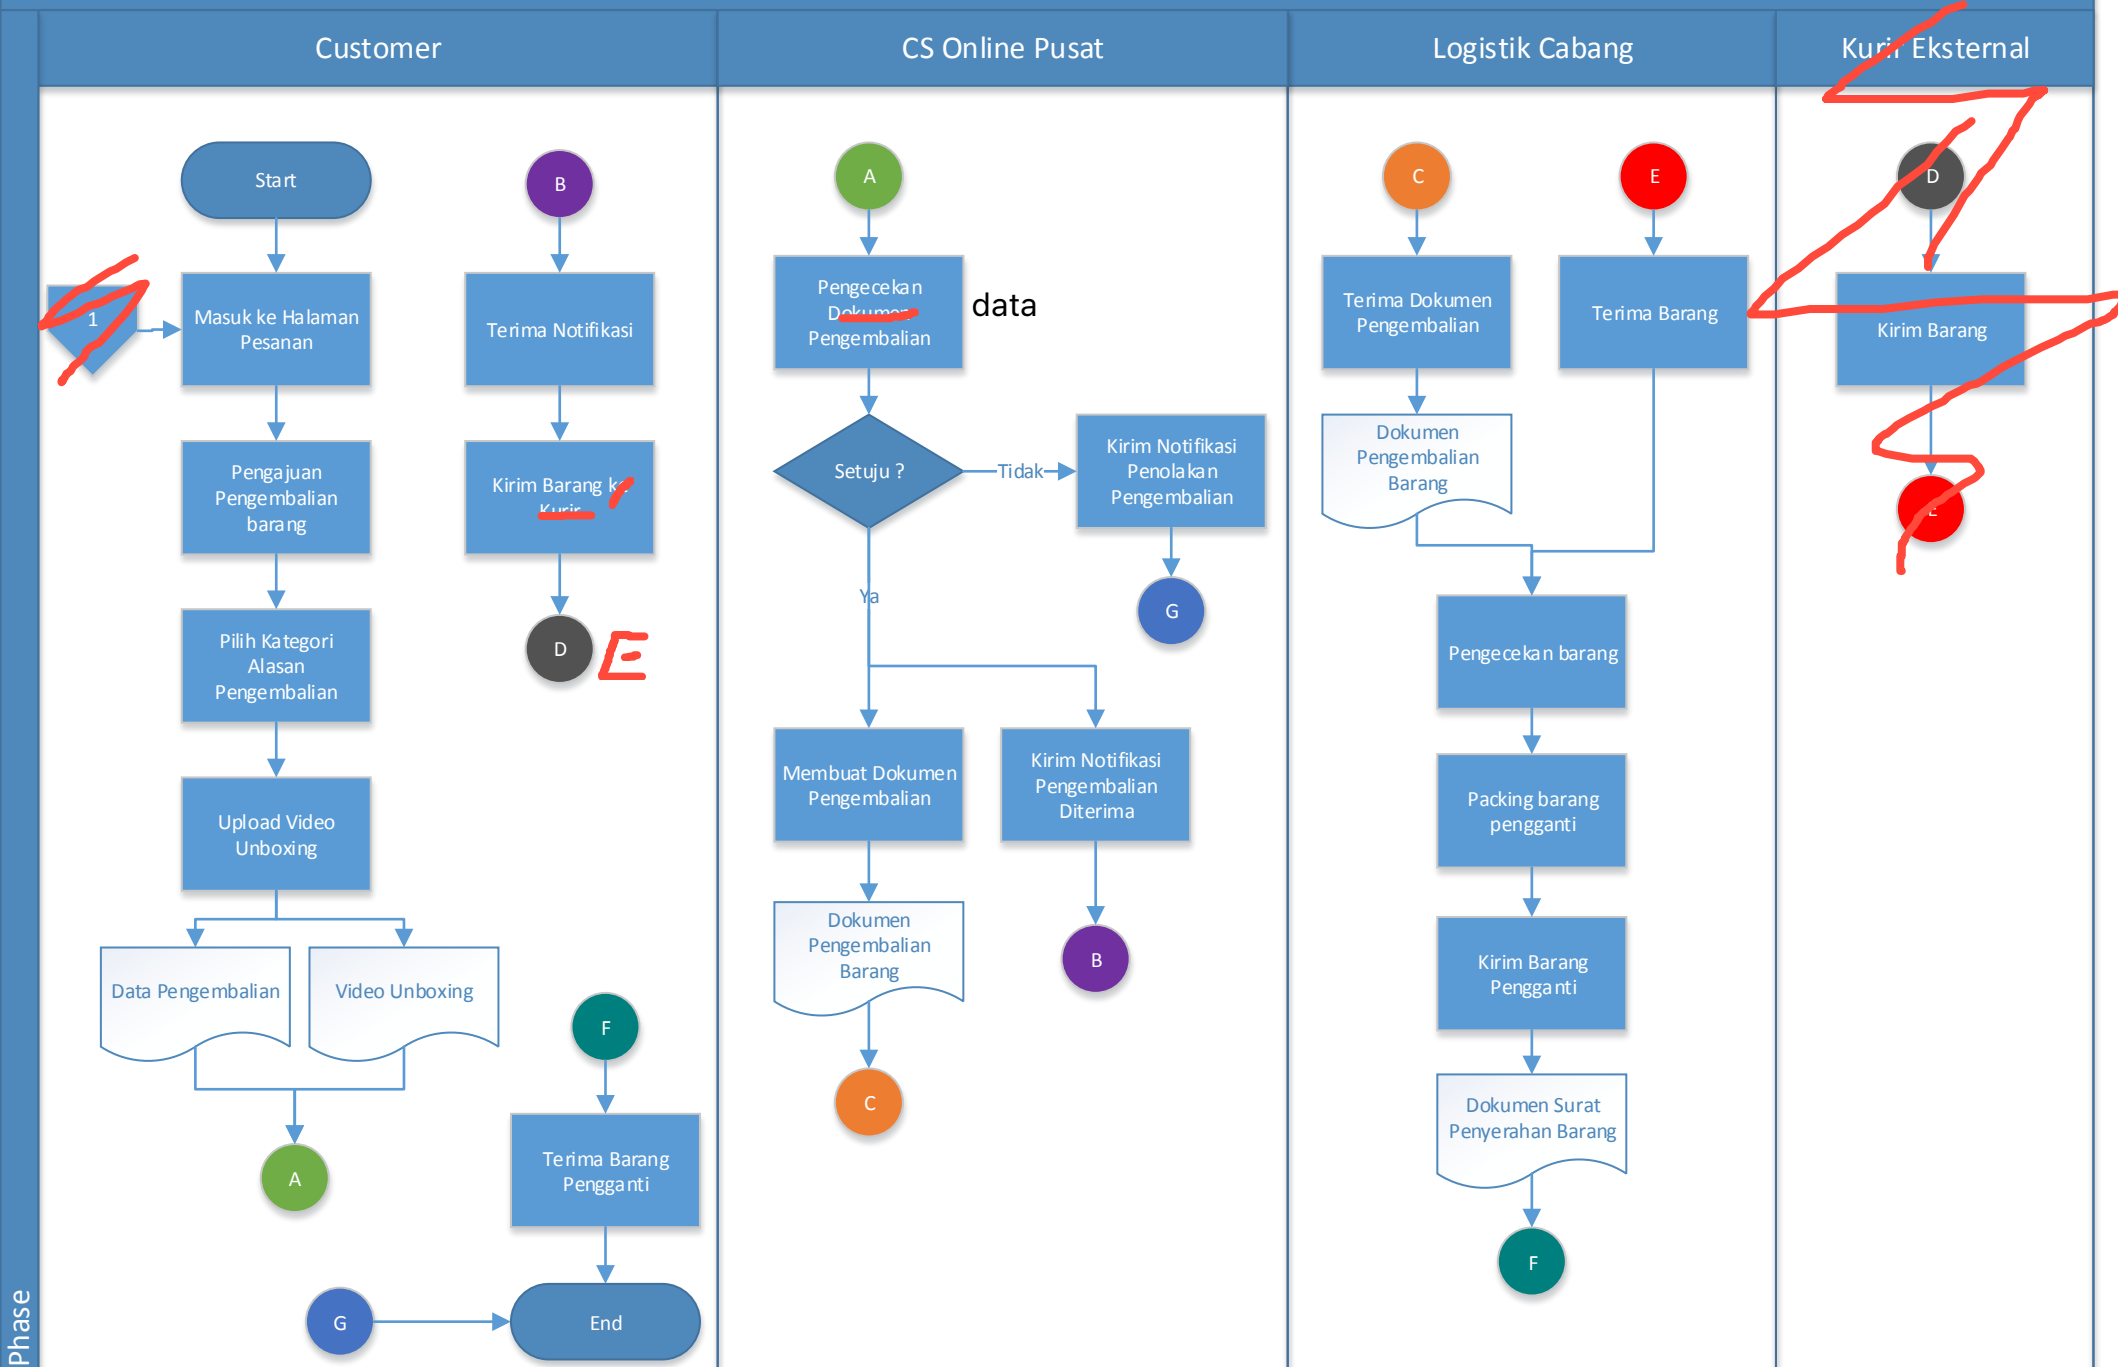 Customer
CS Online Pusat
Logistik Cabang
Kurir Eksternal
Phase
Start
1
Masuk ke Halaman
Pesanan
Pengajuan
Pengembalian
barang
Pilih Kategori
Alasan
Pengembalian
Upload Video
Unboxing
Data Pengembalian
Video Unboxing
A
B
Terima Notifikasi
Kirim Barang ke
Kurir
D
E
F
Terima Barang
Pengganti
G
End
A
Pengecekan
Dokumen
Pengembalian
data
Setuju ?
Tidak
Kirim Notifikasi
Penolakan
Pengembalian
G
Ya
Membuat Dokumen
Pengembalian
Kirim Notifikasi
Pengembalian
Diterima
Dokumen
Pengembalian
Barang
B
C
C
Terima Dokumen
Pengembalian
Dokumen
Pengembalian
Barang
E
Terima Barang
Pengecekan barang
Packing barang
pengganti
Kirim Barang
Pengganti
Dokumen Surat
Penyerahan Barang
F
D
Kirim Barang
E